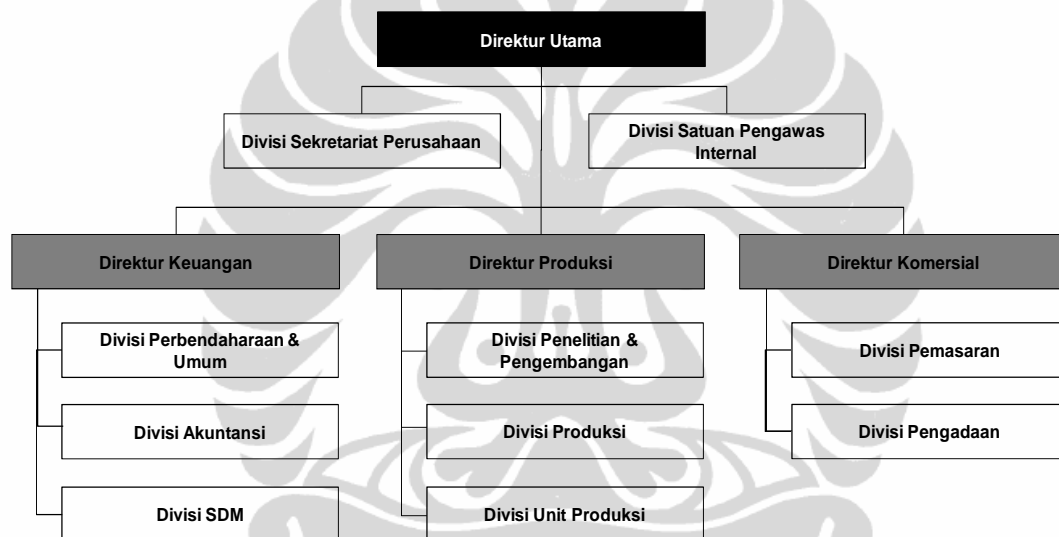 Direktur Utama
Divisi Sekretariat Perusahaan
Divisi Satuan Pengawas
Internal
Direktur Keuangan
Direktur Produksi
Direktur Komersial
Divisi Perbendaharaan &
Umum
Divisi Penelitian &
Pengembangan
Divisi Pemasaran
Divisi Akuntansi
Divisi Produksi
Divisi Pengadaan
Divisi SDM
Divisi Unit Produksi